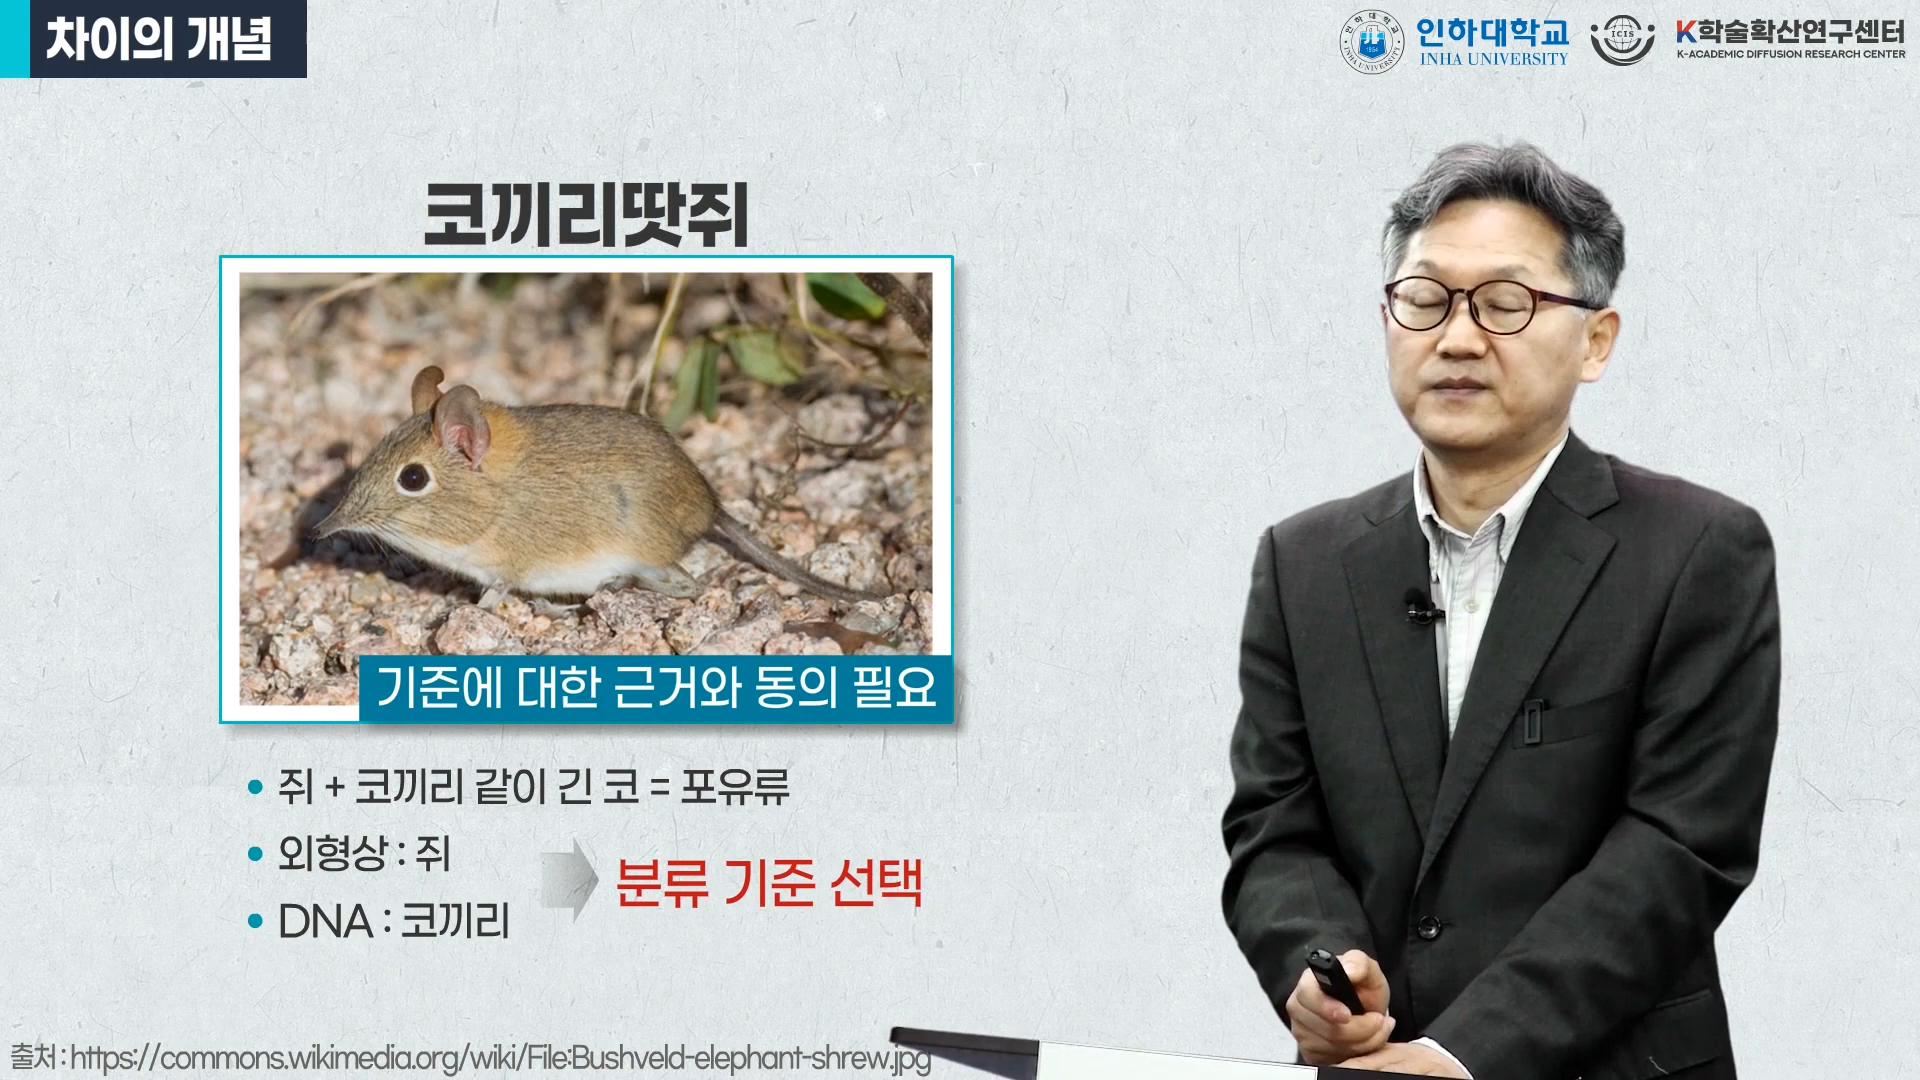 차이의 개념
인하대학교
INHA UNIVERSITY
1954
ICIS
K학술확산연구센터
K-ACADEMIC DIFFUSION RESEARCH CENTER
코끼리땃쥐
기준에 대한 근거와 동의 필요
• 쥐 + 코끼리 같이 긴 코 = 포유류
• 외형상 : 쥐
• DNA : 코끼리
분류 기준 선택
출처 : https://commons.wikimedia.org/wiki/File:Bushveld-elephant-shrew.jpg